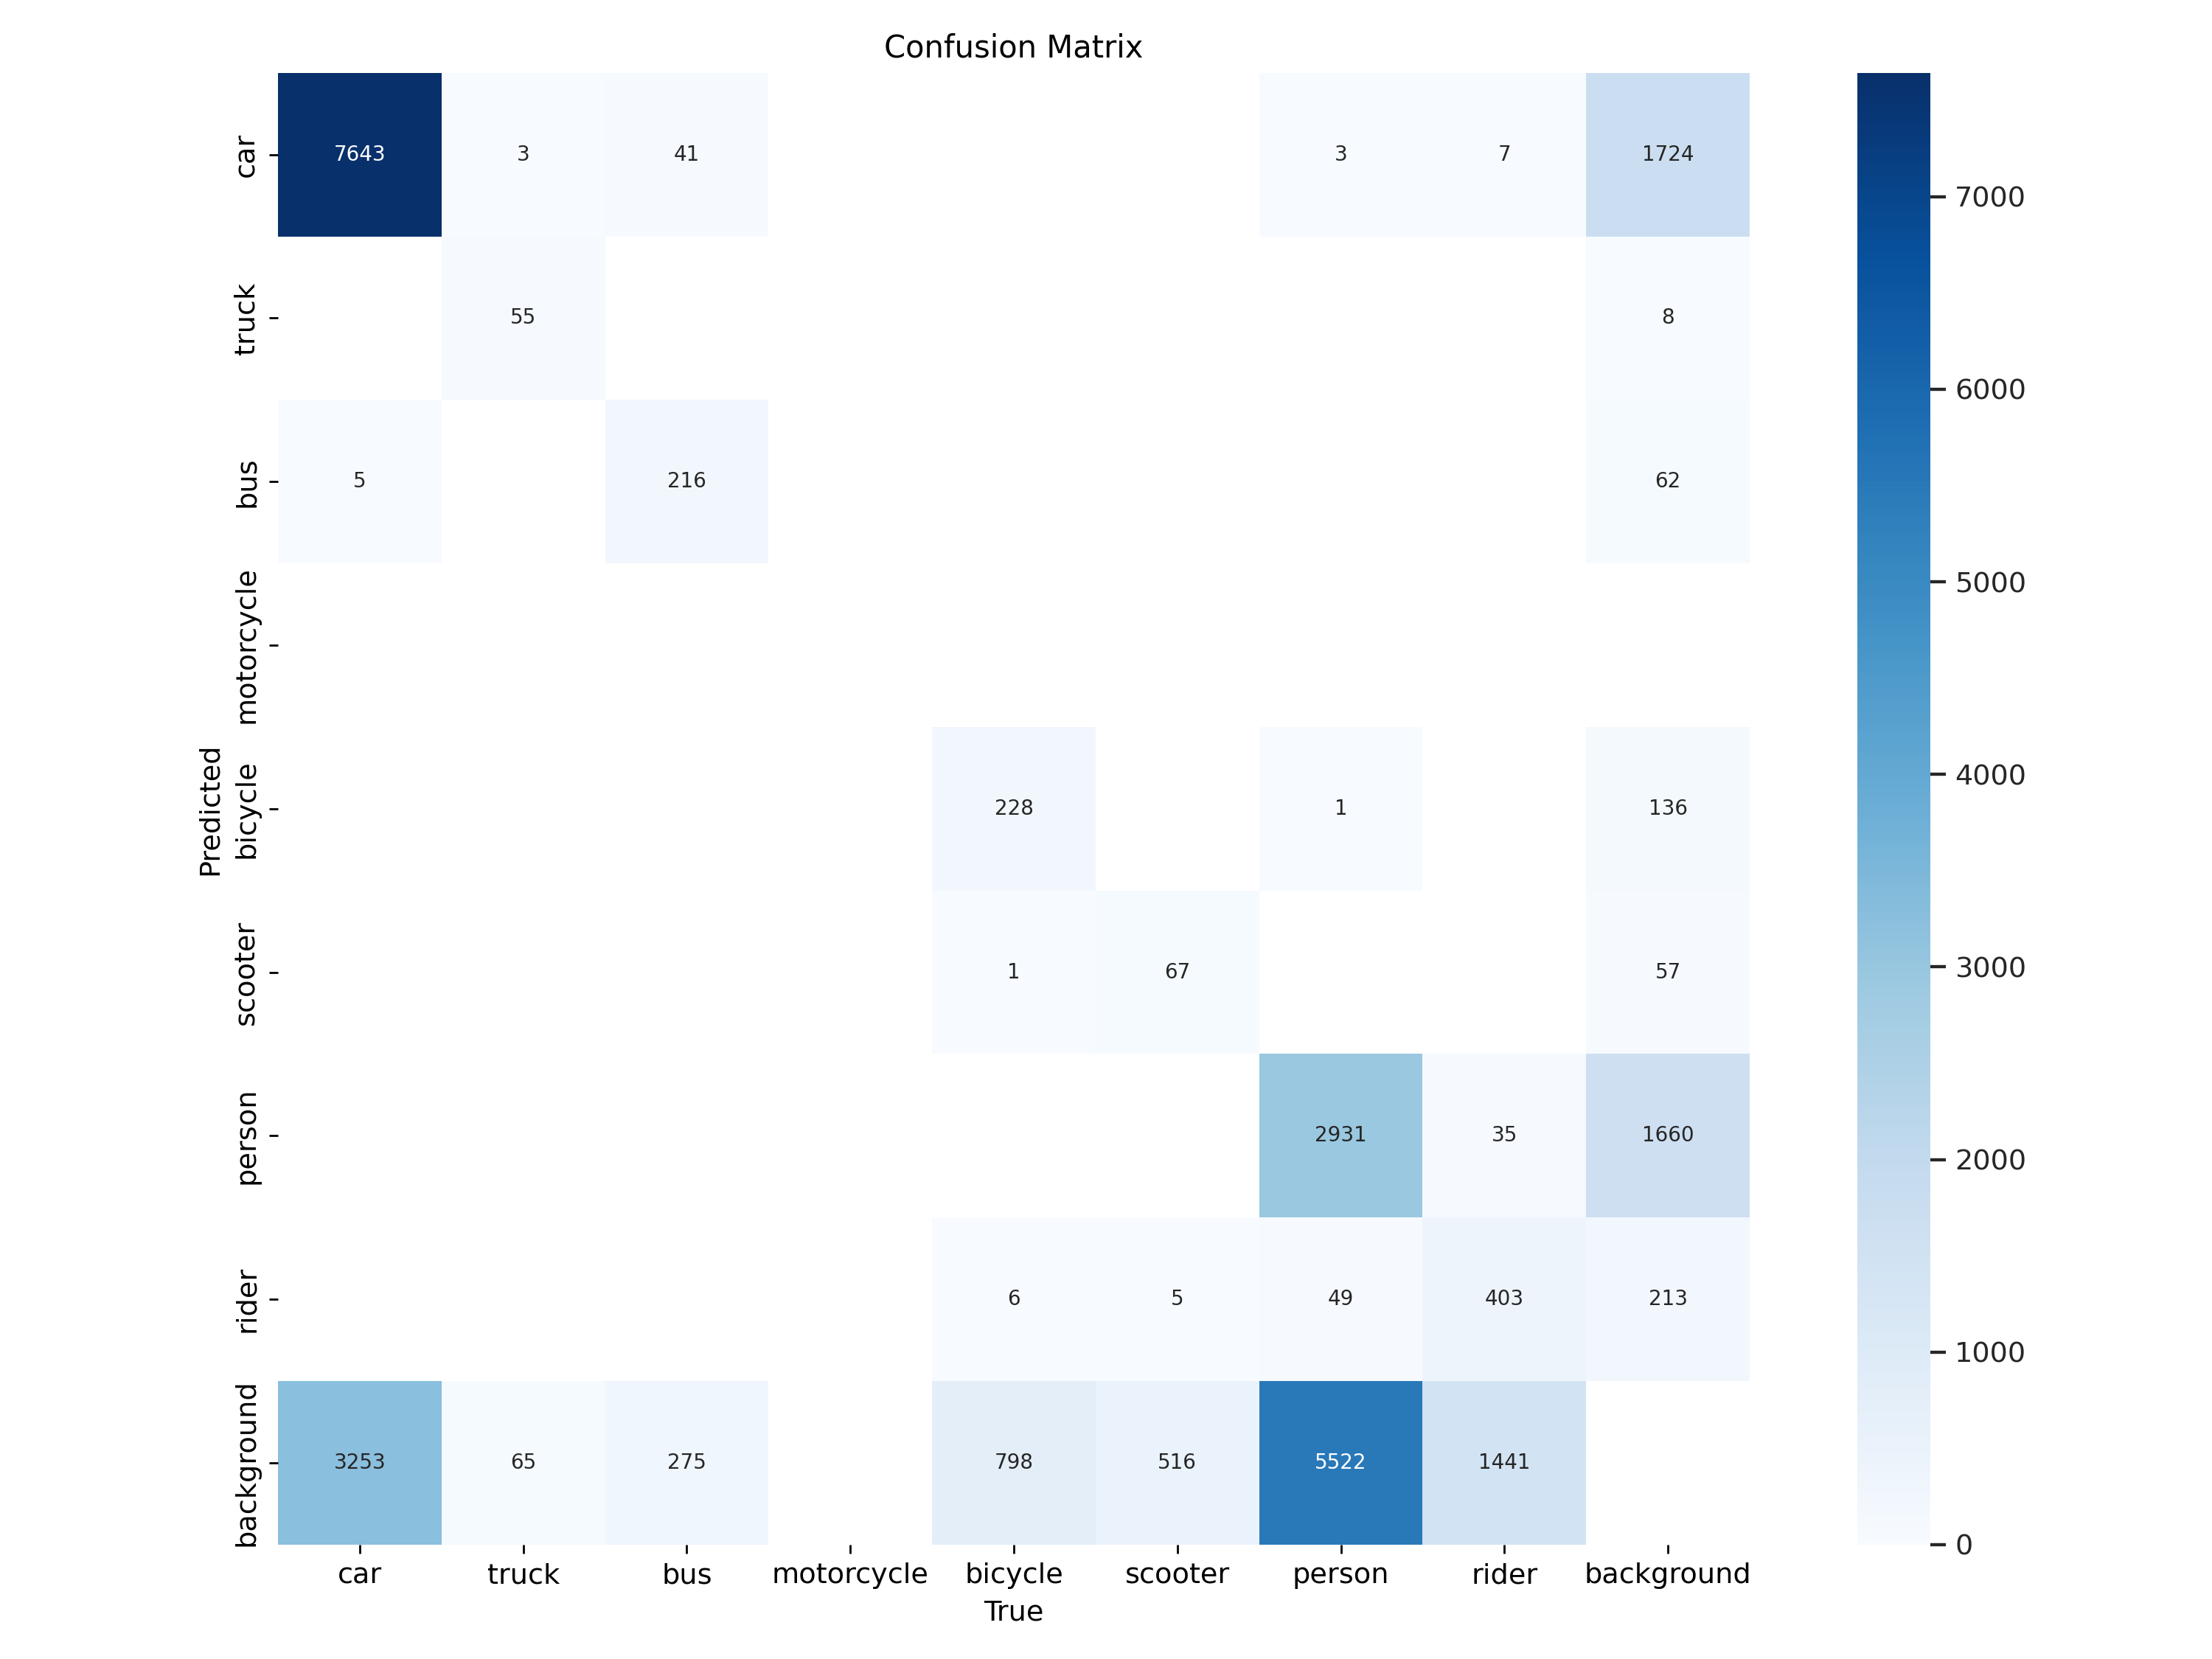 Confusion Matrix
car 7643 3 41 3 7 1724
truck 55 8
bus 5 216 62
motorcycle
bicycle 228 1 136
scooter 1 67 57
person 2931 35 1660
rider 6 5 49 403 213
background 3253 65 275 798 516 5522 1441
Predicted
car truck bus motorcycle bicycle scooter person rider background
True
7000
6000
5000
4000
3000
2000
1000
0